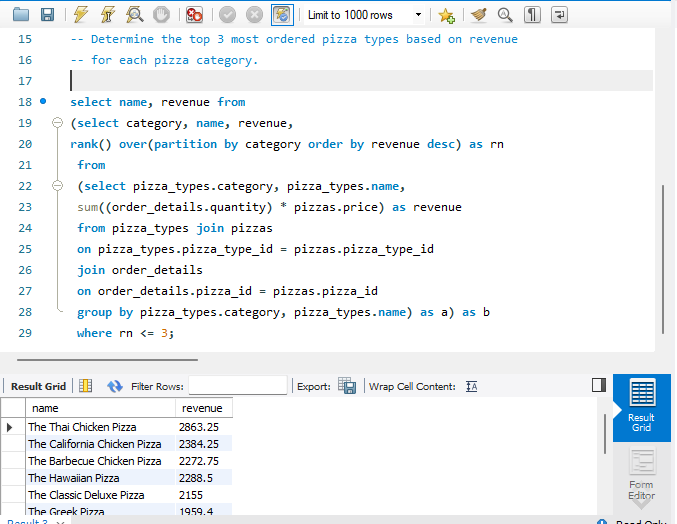 Limit to 1000 rows
15 -- Determine the top 3 most ordered pizza types based on revenue
16 -- for each pizza category.
17
18 select name, revenue from
19 (select category, name, revenue,
20 rank() over(partition by category order by revenue desc) as rn
21 from
22 (select pizza_types.category, pizza_types.name,
23 sum((order_details.quantity) * pizzas.price) as revenue
24 from pizza_types join pizzas
25 on pizza_types.pizza_type_id = pizzas.pizza_type_id
26 join order_details
27 on order_details.pizza_id = pizzas.pizza_id
28 group by pizza_types.category, pizza_types.name) as a) as b
29 where rn <= 3;
Result Grid Filter Rows: Export: Wrap Cell Content: IA
name revenue
The Thai Chicken Pizza 2863.25
The California Chicken Pizza 2384.25
The Barbecue Chicken Pizza 2272.75
The Hawaiian Pizza 2288.5
The Classic Deluxe Pizza 2155
The Greek Pizza 1959.4
Result
Grid
Form
Editor
Result 3
Read Only